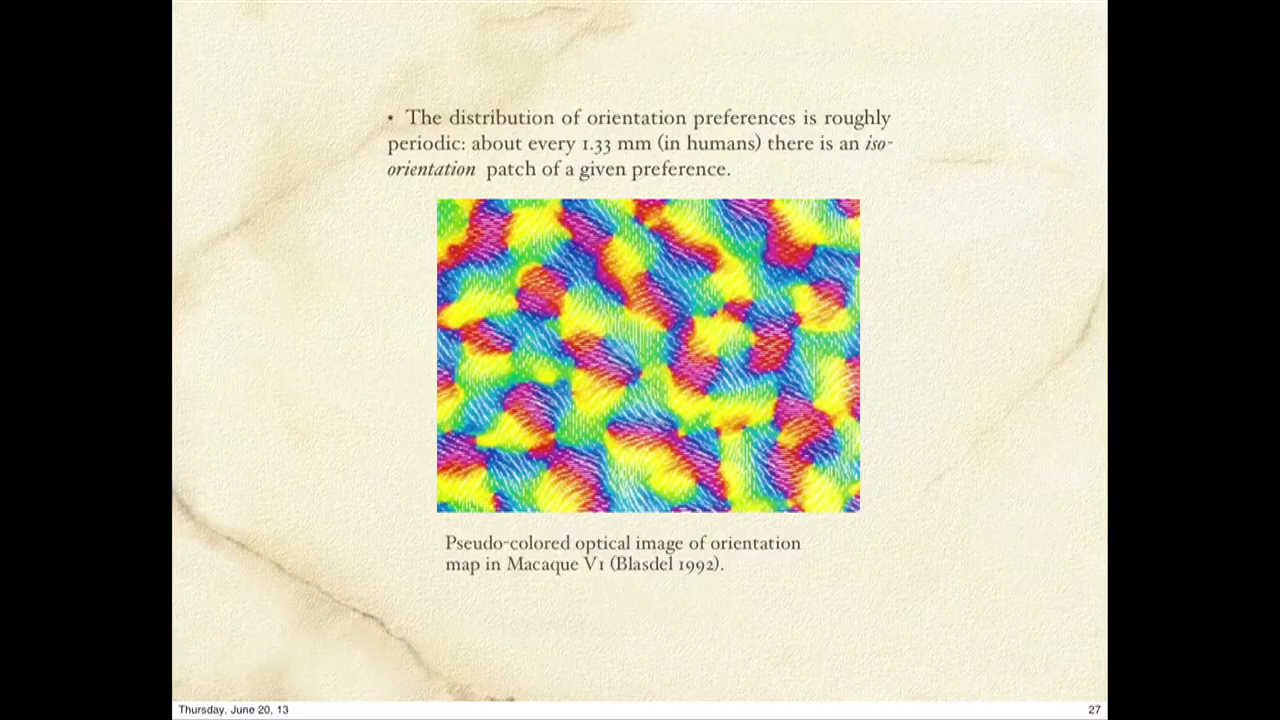 • The distribution of orientation preferences is roughly
periodic: about every 1.33 mm (in humans) there is an iso-
orientation patch of a given preference.
Pseudo-colored optical image of orientation
map in Macaque V1 (Blasdel 1992).
Thursday, June 20, 13
27